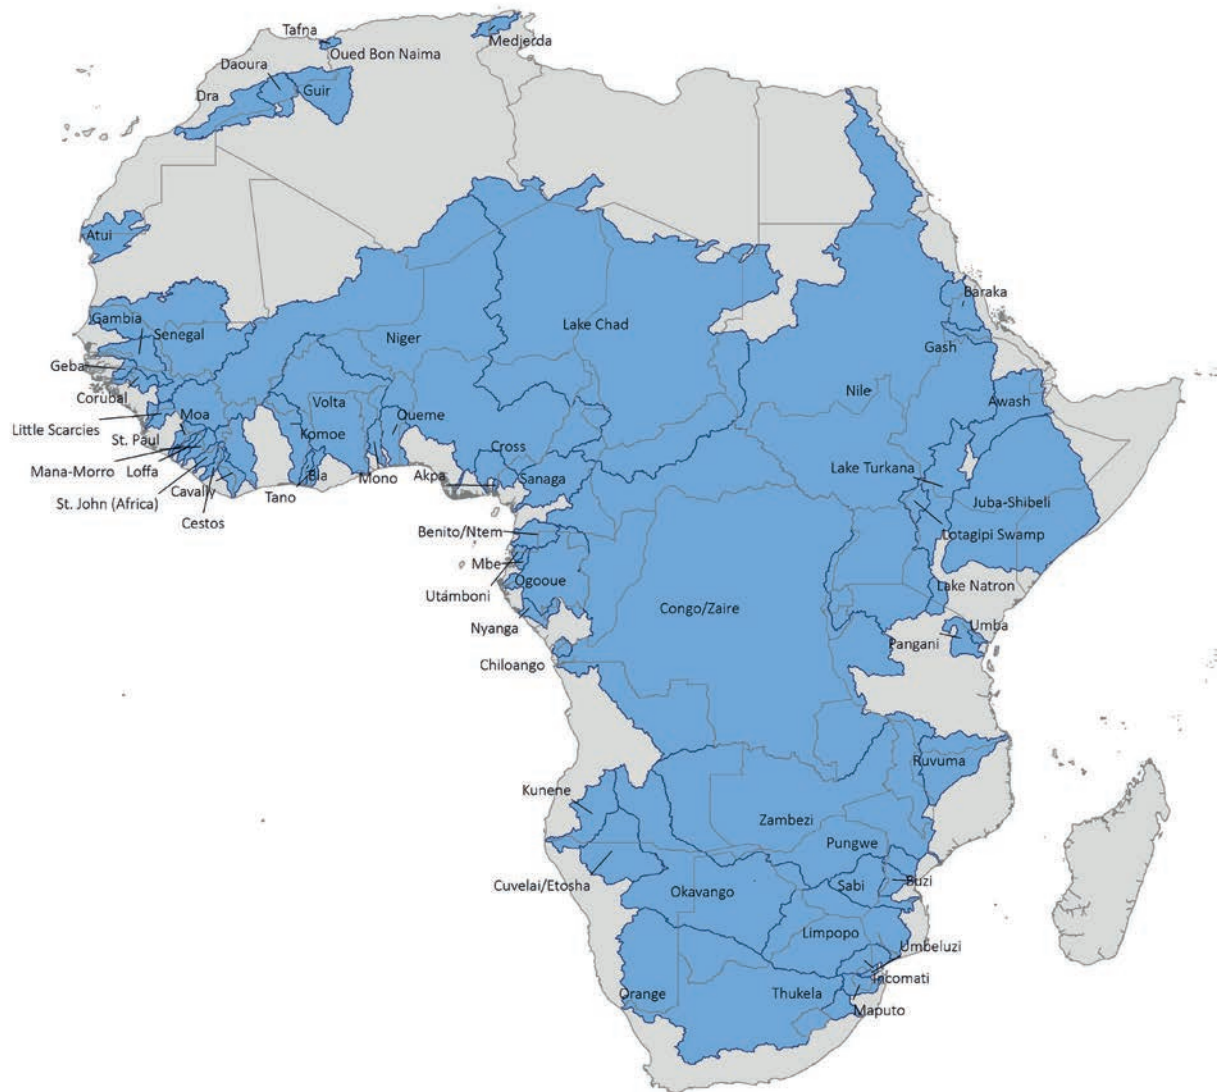 Tafna
Medjerda
Oued Bon Naima
Daoura
Guir
Dra
Atui
Baraka
Gambia
Lake Chad
Senegal
Niger
Gash
Geba
Nile
Corubal
Awash
Volta
Moa
Oueme
Little Scarcies
Komoe
St. Paul
Cross
Mana-Morro
Loffa
Bia
Mono
Akpa
Sanaga
Lake Turkana
Cavally
St. John (Africa)
Tano
Juba-Shibeli
Cestos
Benito/Ntem
Lotagipi Swamp
Mbe
Ogooue
Lake Natron
Utamboni
Congo/Zaire
Nyanga
Umba
Pangani
Chiloango
Ruvuma
Kunene
Zambezi
Pungwe
Cuvelai/Etosha
Okavango
Sabi
Buzi
Limpopo
Umbeluzi
Incomati
Orange
Thukela
Maputo